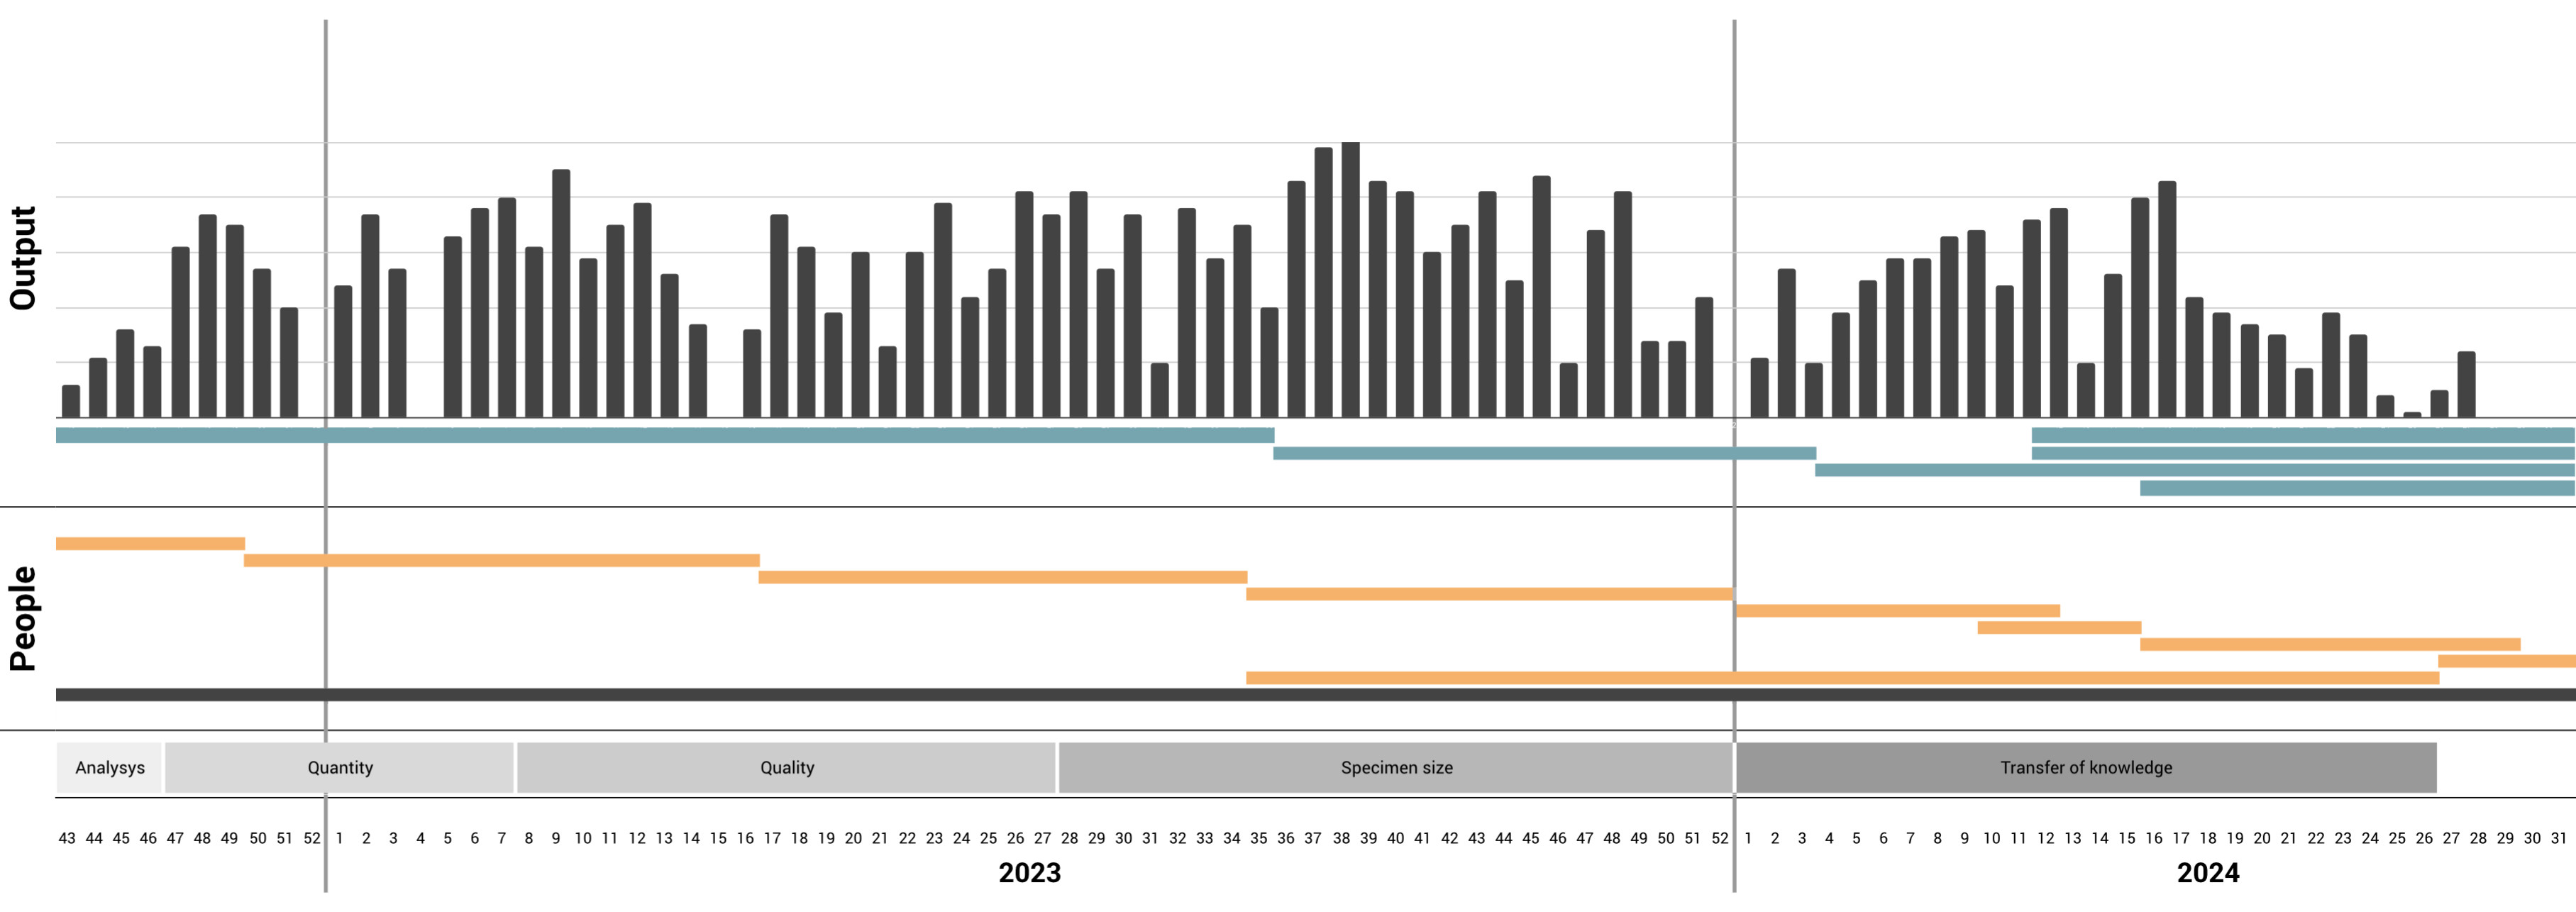 Output
People
Analysys Quantity Quality Specimen size Transfer of knowledge
43 44 45 46 47 48 49 50 51 52 1 2 3 4 5 6 7 8 9 10 11 12 13 14 15 16 17 18 19 20 21 22 23 24 25 26 27 28 29 30 31 32 33 34 35 36 37 38 39 40 41 42 43 44 45 46 47 48 49 50 51 52 1 2 3 4 5 6 7 8 9 10 11 12 13 14 15 16 17 18 19 20 21 22 23 24 25 26 27 28 29 30 31
2023 2024